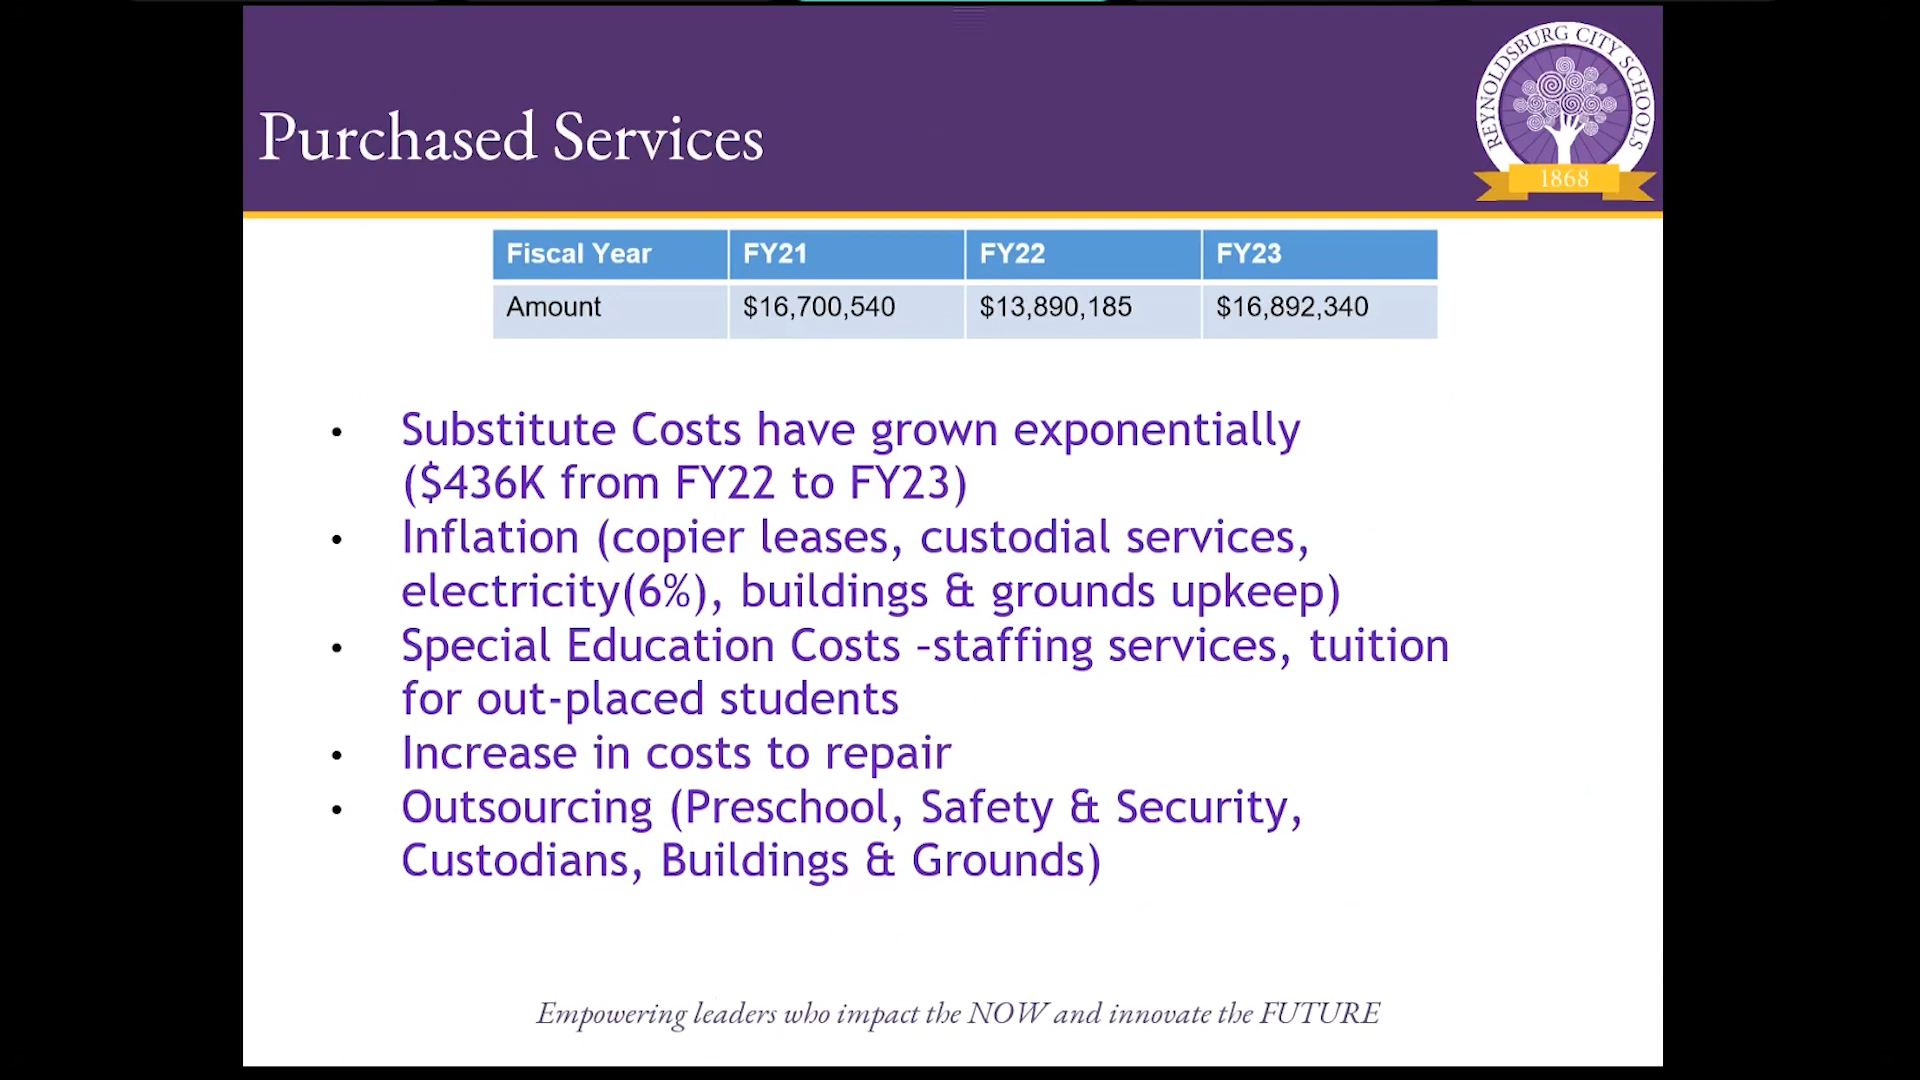 REYNOLDSBURG CITY SCHOOLS
1868
Purchased Services
Fiscal Year FY21 FY22 FY23
Amount $16,700,540 $13,890,185 $16,892,340
• Substitute Costs have grown exponentially
($436K from FY22 to FY23)
• Inflation (copier leases, custodial services,
electricity(6%), buildings & grounds upkeep)
• Special Education Costs –staffing services, tuition
for out-placed students
• Increase in costs to repair
• Outsourcing (Preschool, Safety & Security,
Custodians, Buildings & Grounds)
Empowering leaders who impact the NOW and innovate the FUTURE